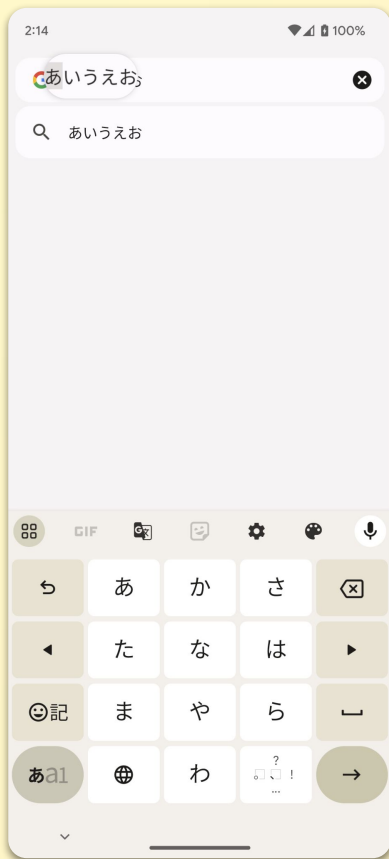 2:14
100%
あいうえお
あいうえお
GIF
あ か さ
た な は
記 ま や ら
あa1 わ 。?、!…